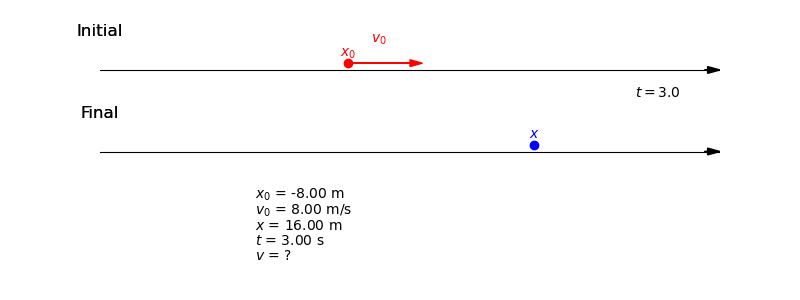 Initial
v₀
x₀
t = 3.0
Final
x
x₀ = -8.00 m
v₀ = 8.00 m/s
x = 16.00 m
t = 3.00 s
v = ?